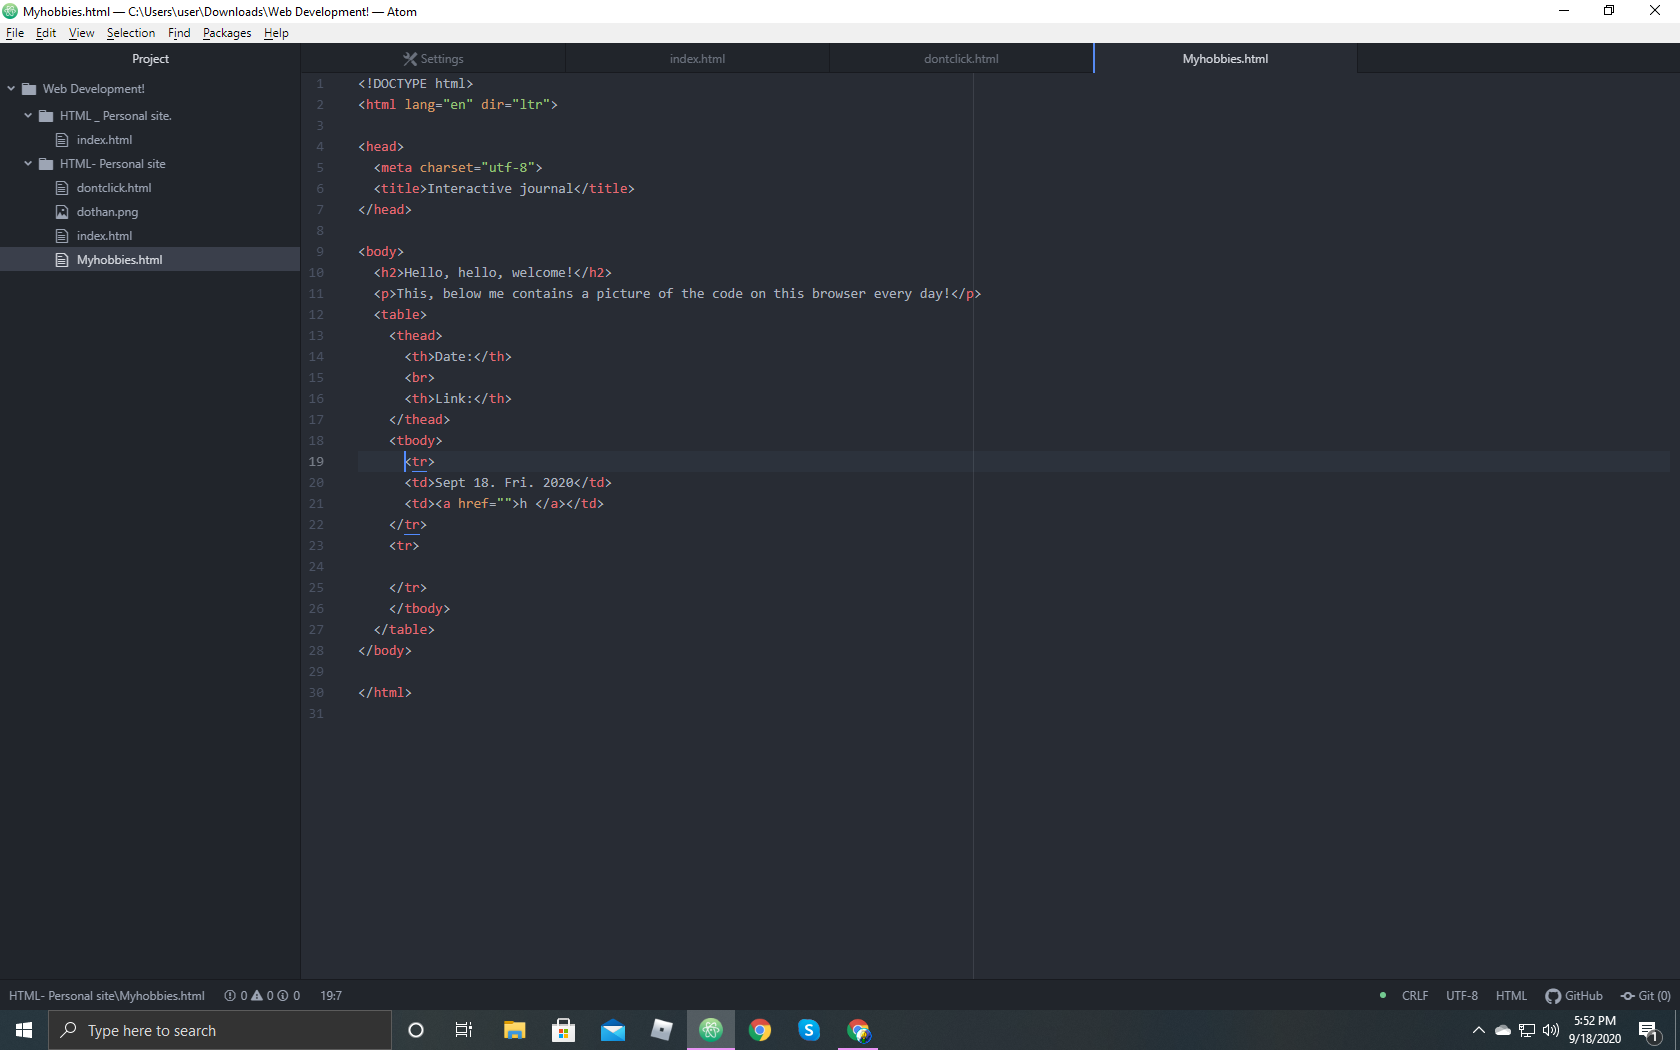 Myhobbies.html — C:\Users\user\Downloads\Web Development! — Atom
File Edit View Selection Find Packages Help
Project
Web Development!
HTML _ Personal site.
index.html
HTML- Personal site
dontclick.html
dothan.png
index.html
Myhobbies.html
Settings index.html dontclick.html Myhobbies.html
1 <!DOCTYPE html>
2 <html lang="en" dir="ltr">
3
4 <head>
5 <meta charset="utf-8">
6 <title>Interactive journal</title>
7 </head>
8
9 <body>
10 <h2>Hello, hello, welcome!</h2>
11 <p>This, below me contains a picture of the code on this browser every day!</p>
12 <table>
13 <thead>
14 <th>Date:</th>
15 <br>
16 <th>Link:</th>
17 </thead>
18 <tbody>
19 <tr>
20 <td>Sept 18. Fri. 2020</td>
21 <td><a href="">h </a></td>
22 </tr>
23 <tr>
24
25 </tr>
26 </tbody>
27 </table>
28 </body>
29
30 </html>
31
HTML- Personal site\Myhobbies.html 0 0 0 19:7 CRLF UTF-8 HTML GitHub Git (0)
Type here to search
5:52 PM
9/18/2020
1